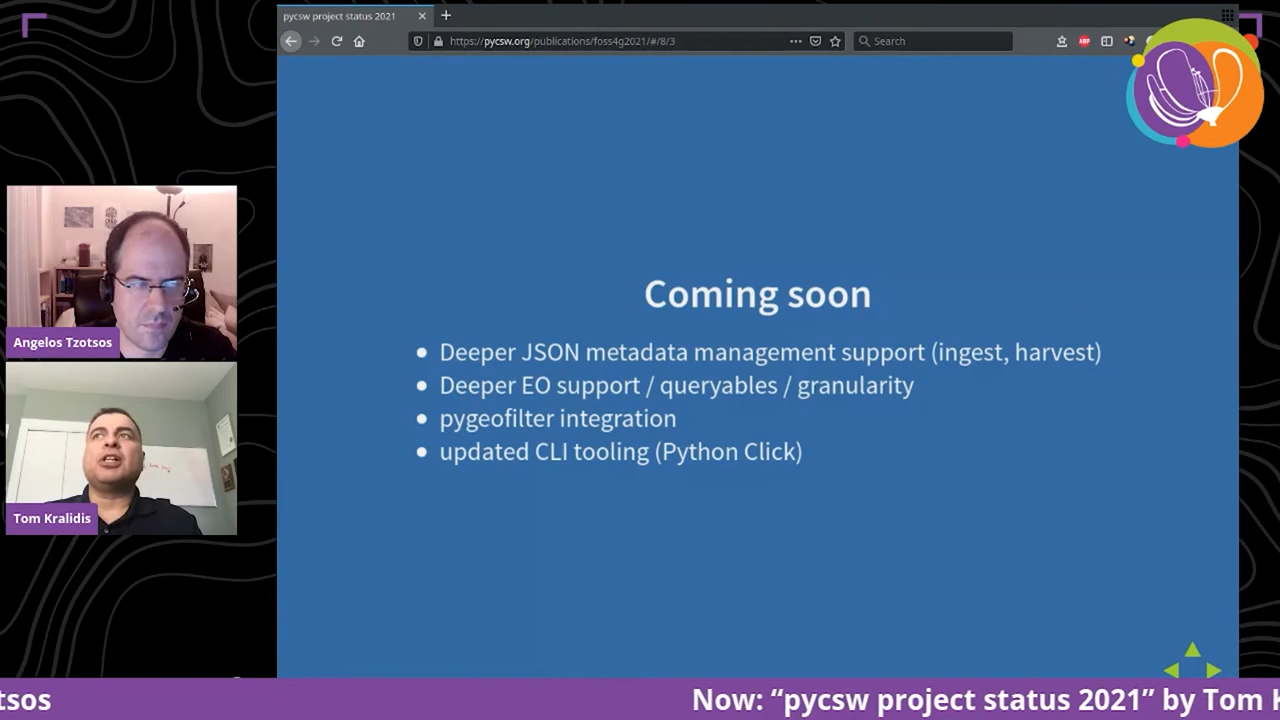 pycsw project status 2021
https://pycsw.org/publications/foss4g2021/#/8/3
Search
ABP
Angelos Tzotsos
Tom Kralidis
Coming soon
Deeper JSON metadata management support (ingest, harvest)
Deeper EO support / queryables / granularity
pygeofilter integration
updated CLI tooling (Python Click)
tsos
Now: “pycsw project status 2021” by Tom K